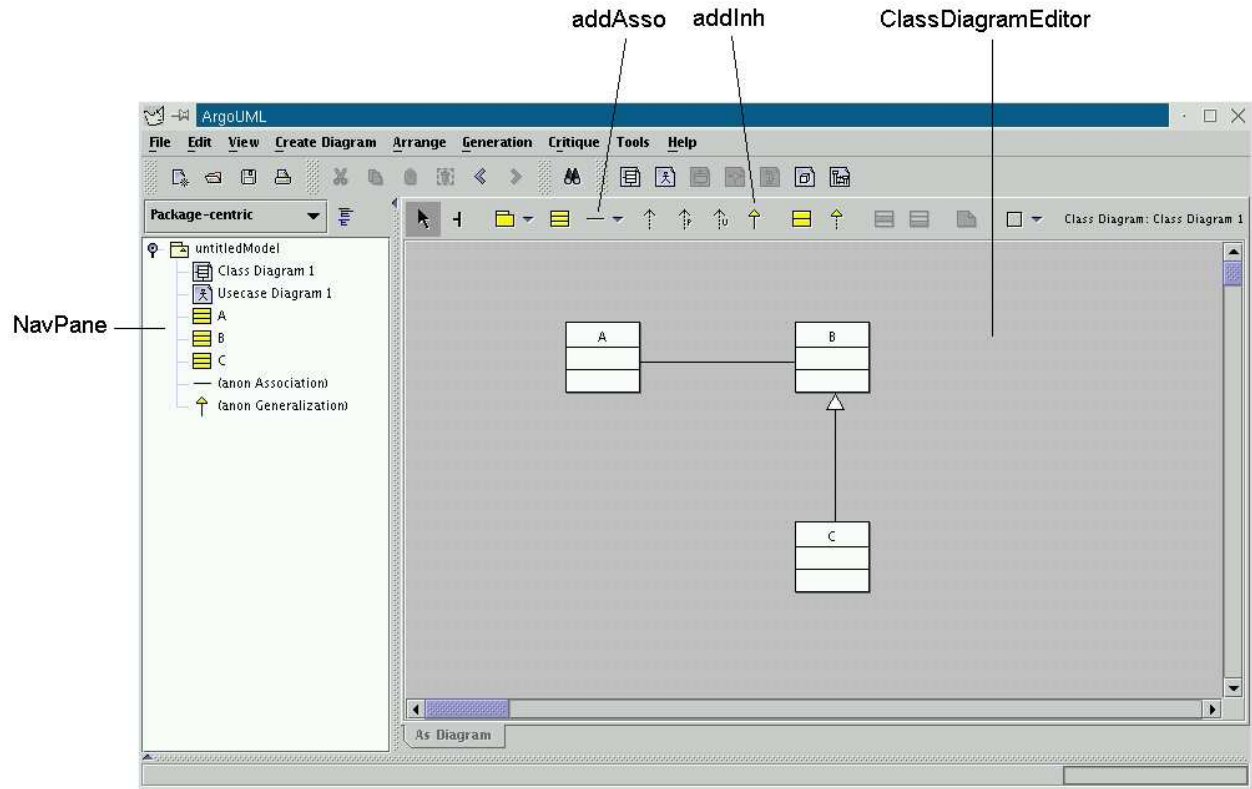 addAsso addInh ClassDiagramEditor
ArgoUML
File Edit View Create Diagram Arrange Generation Critique Tools Help
Package-centric
Class Diagram: Class Diagram 1
untitledModel
Class Diagram 1
Usecase Diagram 1
A
B
C
(anon Association)
(anon Generalization)
NavPane
A B
C
As Diagram